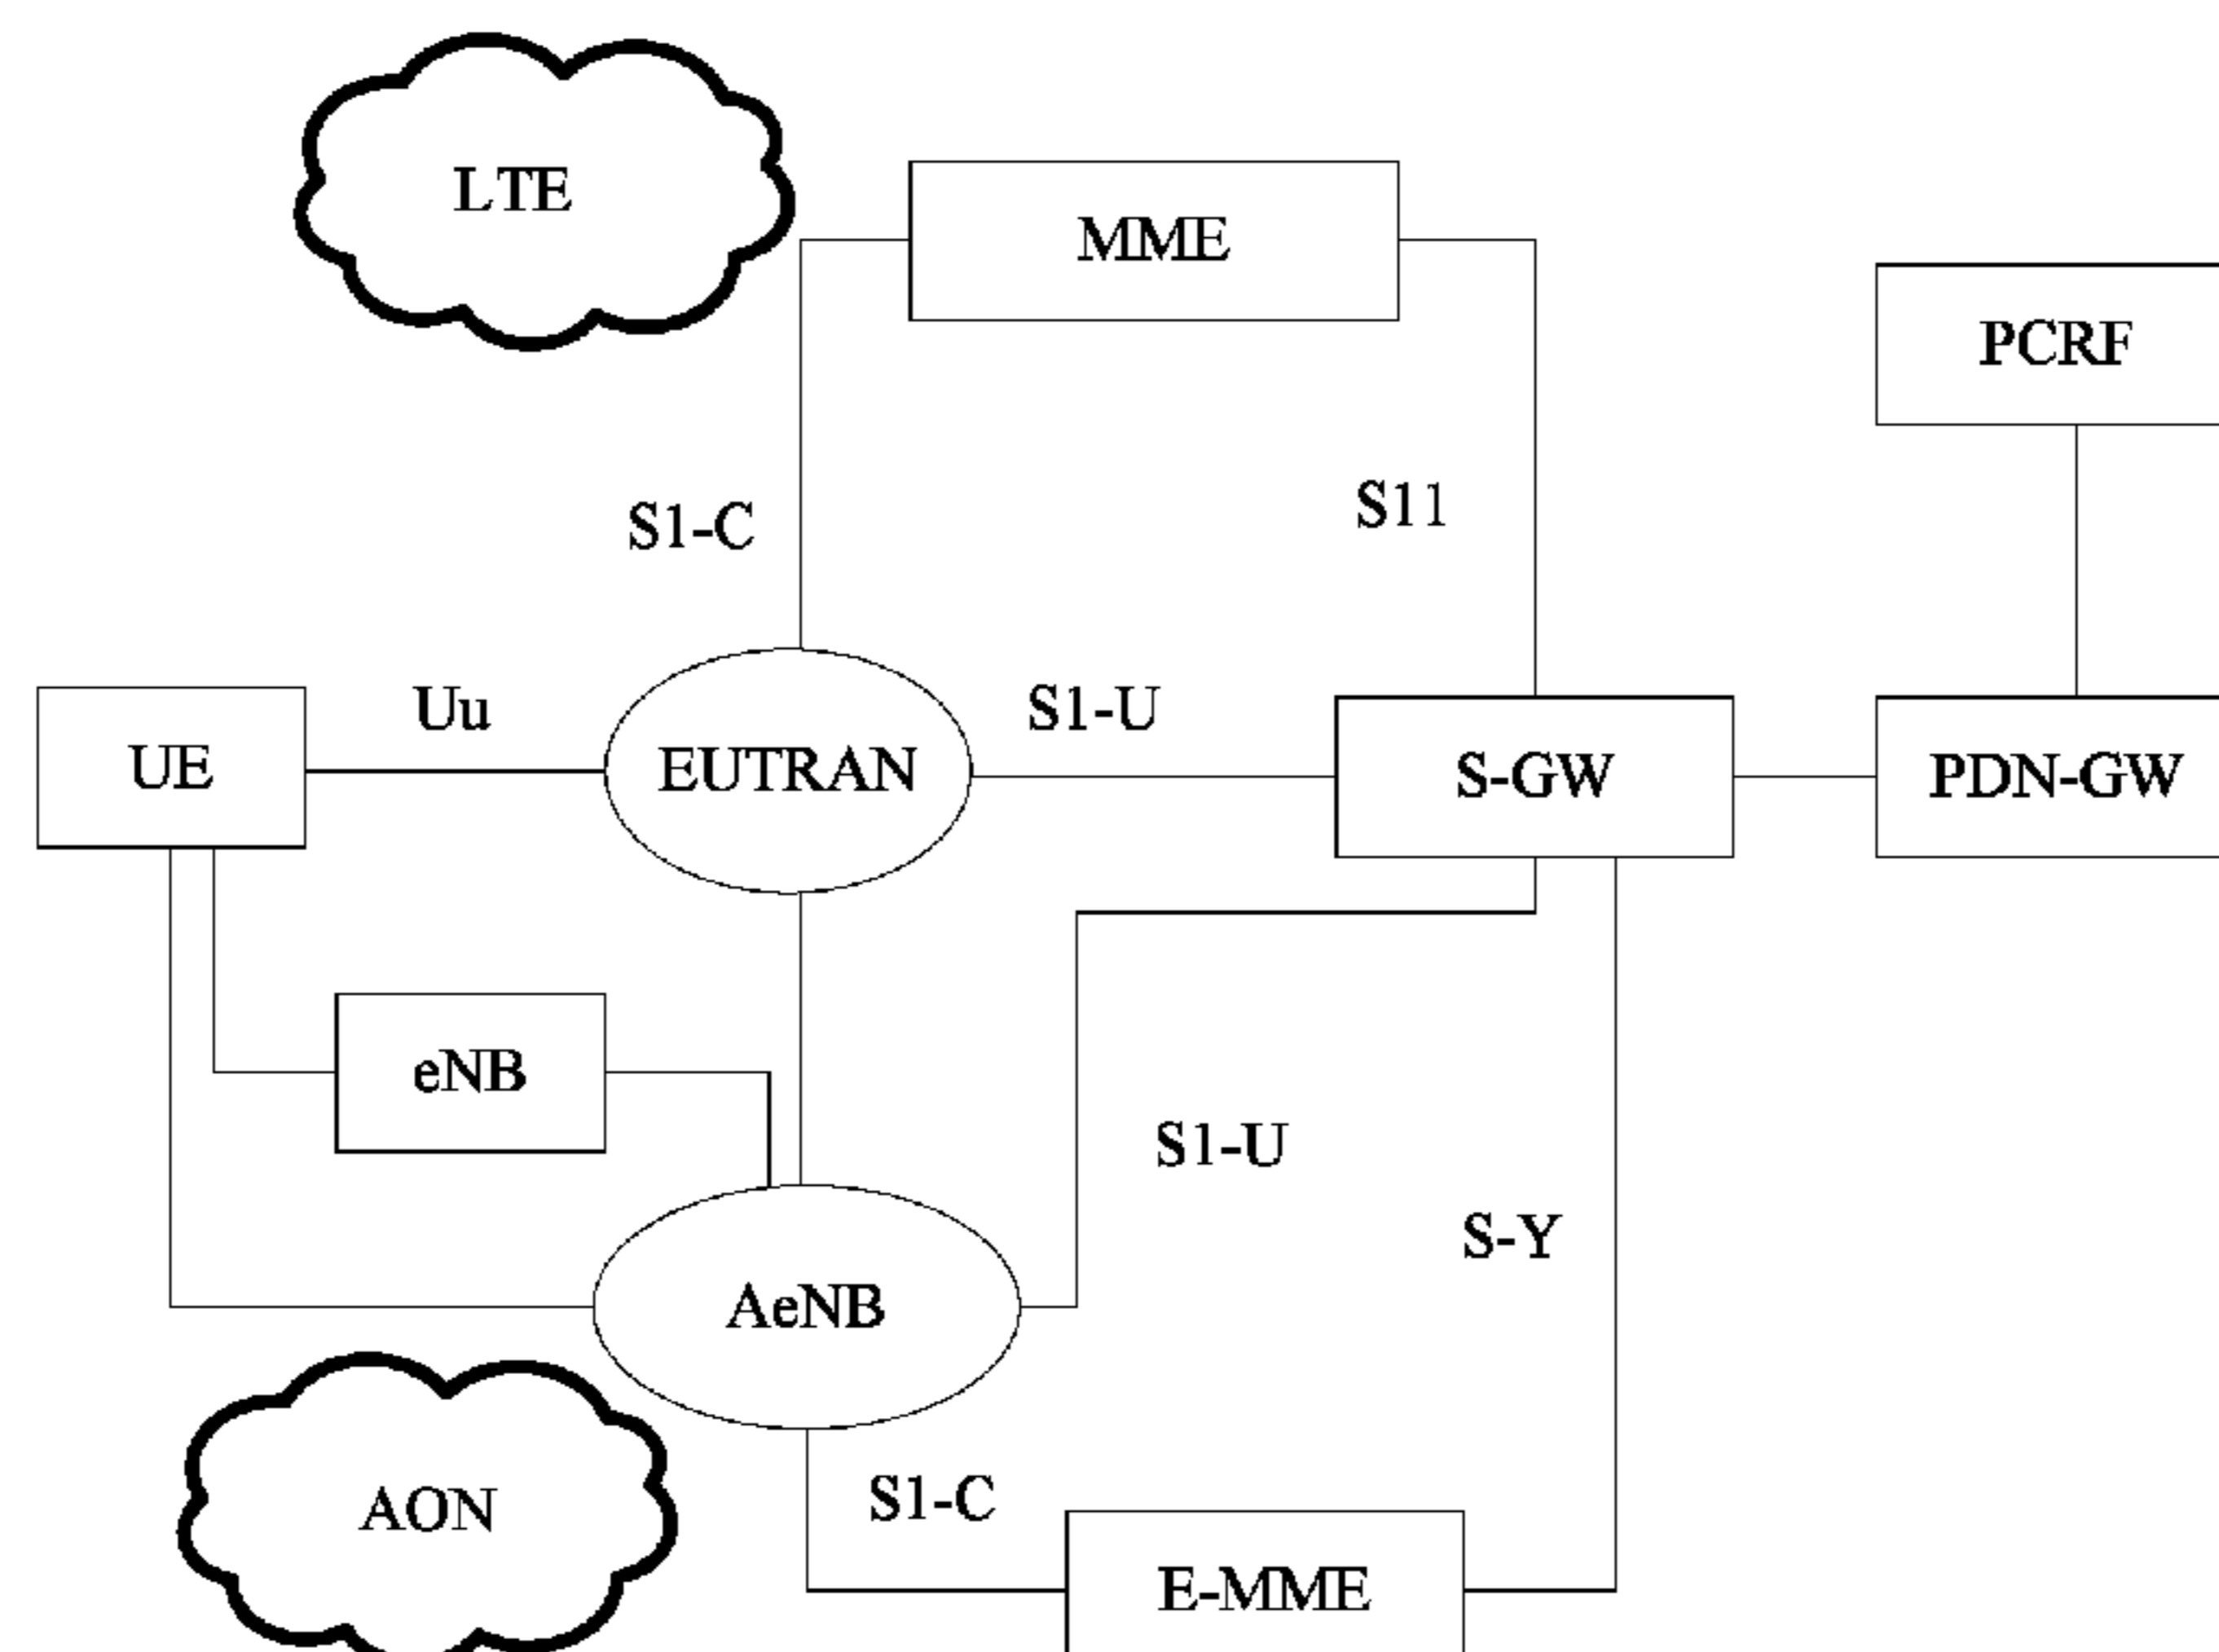 LTE
MME
PCRF
S1-C
S11
Uu
S1-U
UE
EUTRAN
S-GW
PDN-GW
eNB
S1-U
S-Y
AeNB
AON
S1-C
E-MME